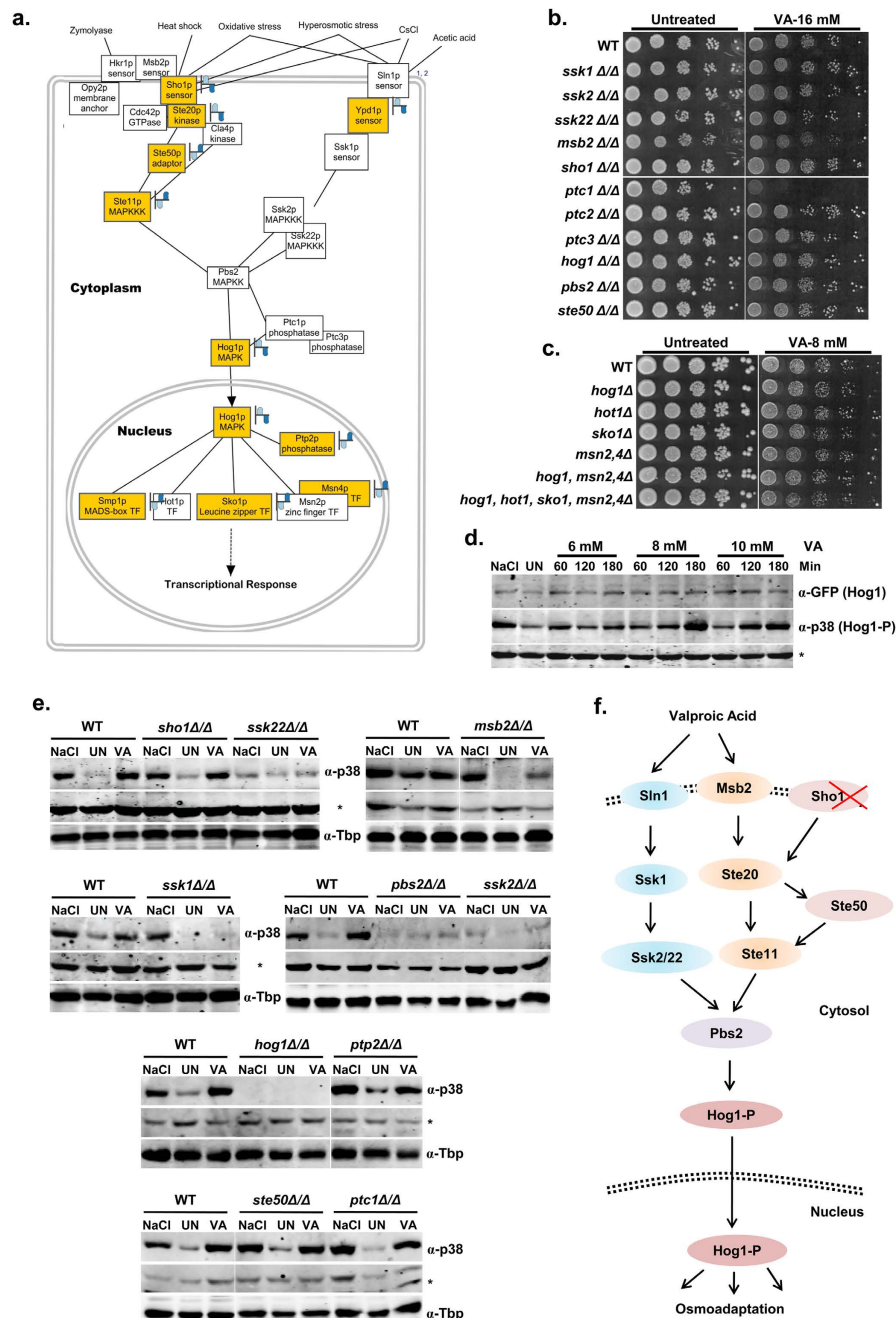 a.
Heat shock
Oxidative stress
Hyperosmotic stress
CsCl
Zymolyase
Acetic acid
Hkr1p
sensor
Msb2p
sensor
Sho1p
sensor
Sln1p
sensor
1, 2
Opy2p
membrane
anchor
Cdc42p
GTPase
Ste20p
kinase
Cla4p
kinase
Ypd1p
sensor
Ssk1p
sensor
Ste50p
adaptor
Ste11p
MAPKKK
Ssk2p
MAPKKK
Ssk22p
MAPKKK
Pbs2
MAPKK
Cytoplasm
Ptc1p
phosphatase
Ptc3p
phosphatase
Hog1p
MAPK
Nucleus
Hog1p
MAPK
Ptp2p
phosphatase
Smp1p
MADS-box TF
Hot1p
TF
Sko1p
Leucine zipper TF
Msn2p
zinc finger TF
Msn4p
TF
Transcriptional Response
b.
Untreated VA-16 mM
WT
ssk1 Δ/Δ
ssk2 Δ/Δ
ssk22 Δ/Δ
msb2 Δ/Δ
sho1 Δ/Δ
ptc1 Δ/Δ
ptc2 Δ/Δ
ptc3 Δ/Δ
hog1 Δ/Δ
pbs2 Δ/Δ
ste50 Δ/Δ
c.
Untreated VA-8 mM
WT
hog1Δ
hot1Δ
sko1Δ
msn2,4Δ
hog1, msn2,4Δ
hog1, hot1, sko1, msn2,4Δ
d.
6 mM 8 mM 10 mM VA
NaCl UN 60 120 180 60 120 180 60 120 180 Min
α-GFP (Hog1)
α-p38 (Hog1-P)
*
e.
WT sho1Δ/Δ ssk22Δ/Δ
NaCl UN VA NaCl UN VA NaCl UN VA
WT msb2Δ/Δ
NaCl UN VA NaCl UN VA
α-p38
*
α-Tbp
WT ssk1Δ/Δ
NaCl UN VA NaCl UN VA
WT pbs2Δ/Δ ssk2Δ/Δ
NaCl UN VA NaCl UN VA NaCl UN VA
α-p38
*
α-Tbp
WT hog1Δ/Δ ptp2Δ/Δ
NaCl UN VA NaCl UN VA NaCl UN VA
α-p38
*
α-Tbp
WT ste50Δ/Δ ptc1Δ/Δ
NaCl UN VA NaCl UN VA NaCl UN VA
α-p38
*
α-Tbp
f.
Valproic Acid
Sln1
Msb2
Sho1
Ssk1
Ste20
Ste50
Ssk2/22
Ste11
Cytosol
Pbs2
Hog1-P
Nucleus
Hog1-P
Osmoadaptation